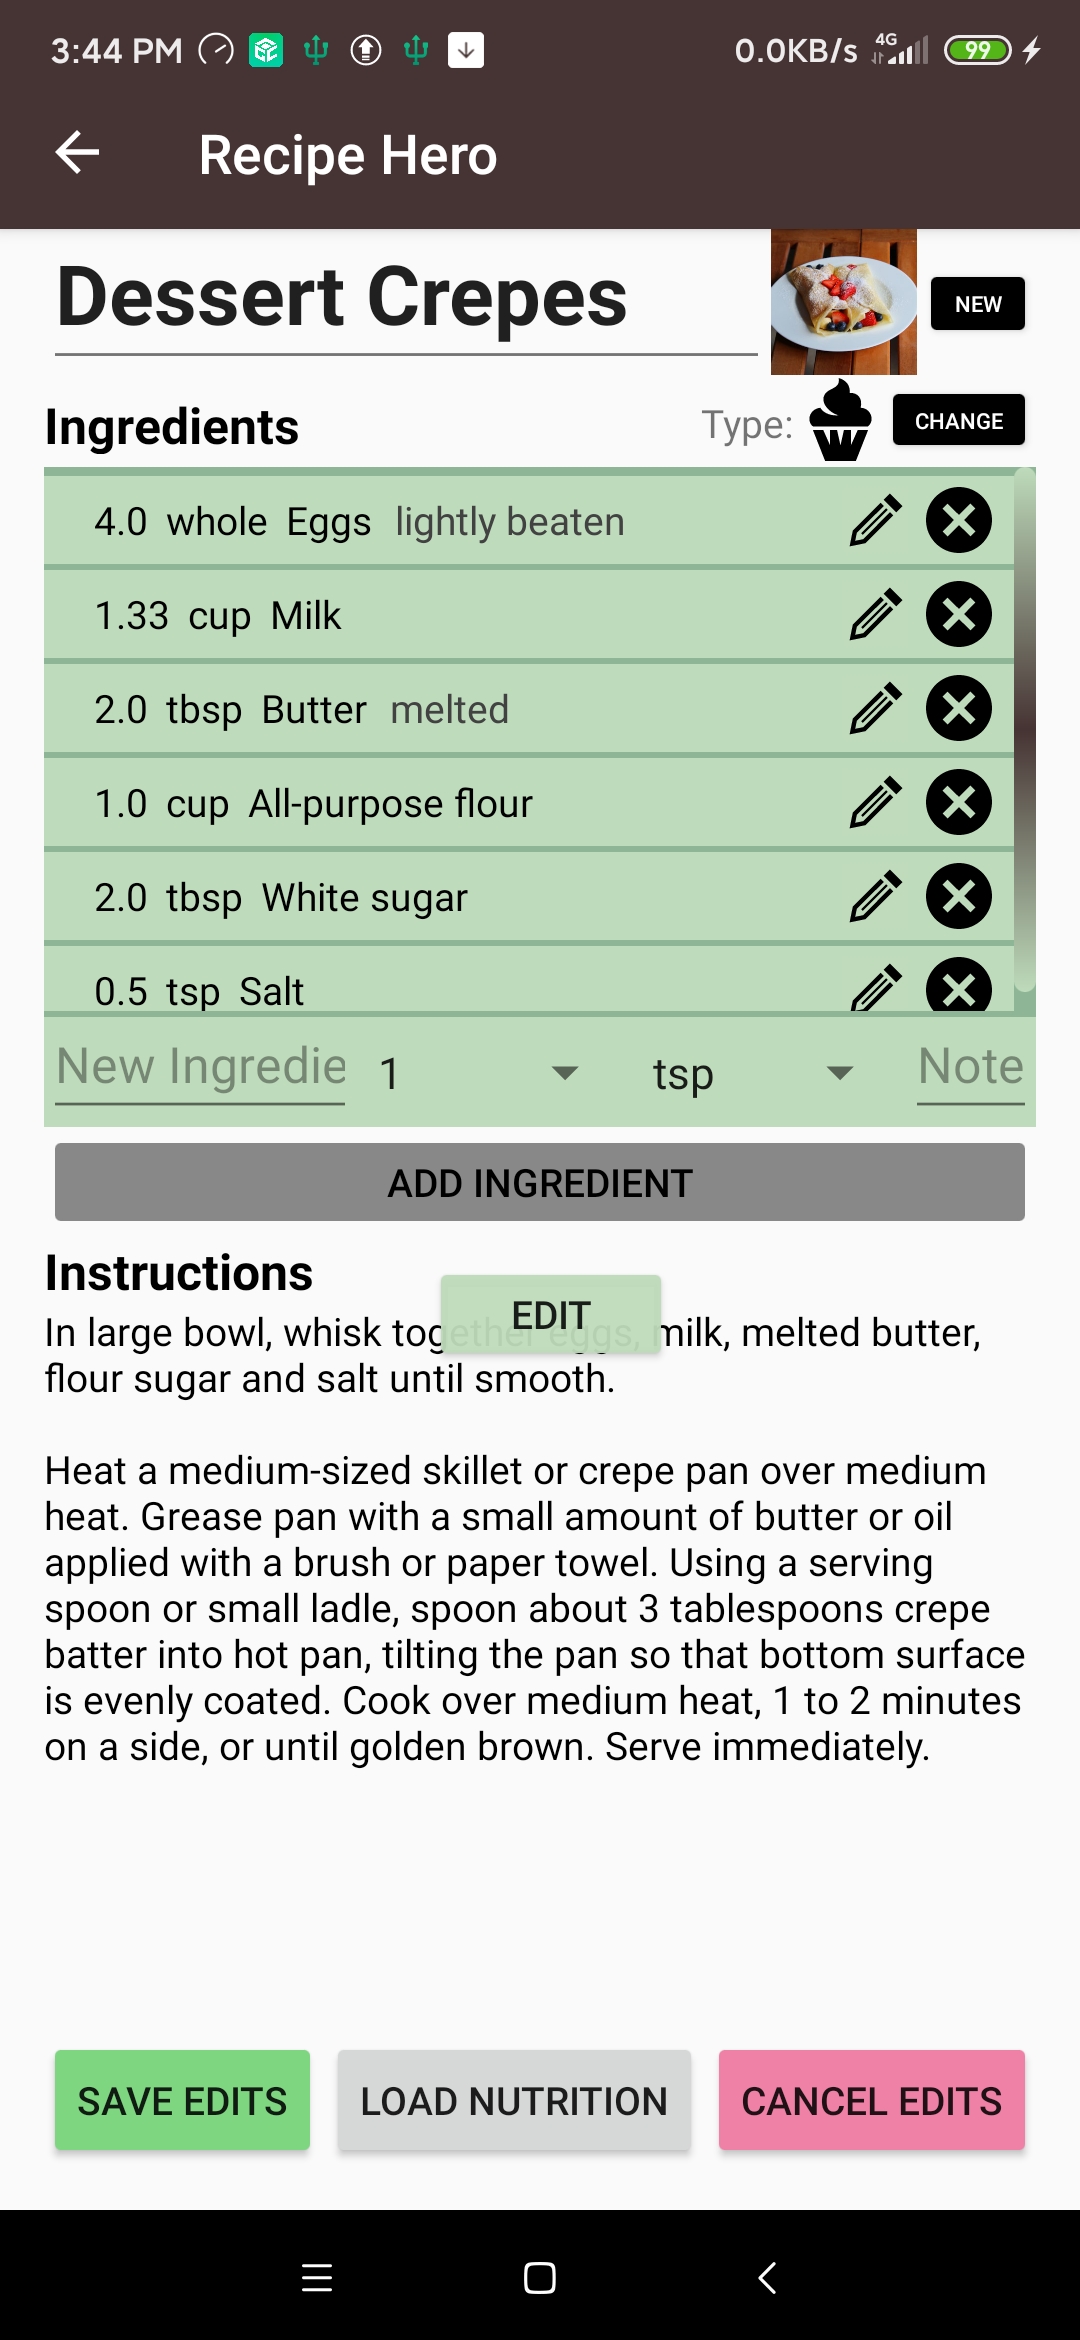 3:44 PM
0.0KB/s 4G 99
Recipe Hero
Dessert Crepes
NEW
Ingredients
Type:
CHANGE
4.0 whole Eggs lightly beaten
1.33 cup Milk
2.0 tbsp Butter melted
1.0 cup All-purpose flour
2.0 tbsp White sugar
0.5 tsp Salt
New Ingredie 1 tsp Note
ADD INGREDIENT
Instructions
EDIT
In large bowl, whisk together eggs, milk, melted butter,
flour sugar and salt until smooth.
Heat a medium-sized skillet or crepe pan over medium
heat. Grease pan with a small amount of butter or oil
applied with a brush or paper towel. Using a serving
spoon or small ladle, spoon about 3 tablespoons crepe
batter into hot pan, tilting the pan so that bottom surface
is evenly coated. Cook over medium heat, 1 to 2 minutes
on a side, or until golden brown. Serve immediately.
SAVE EDITS
LOAD NUTRITION
CANCEL EDITS